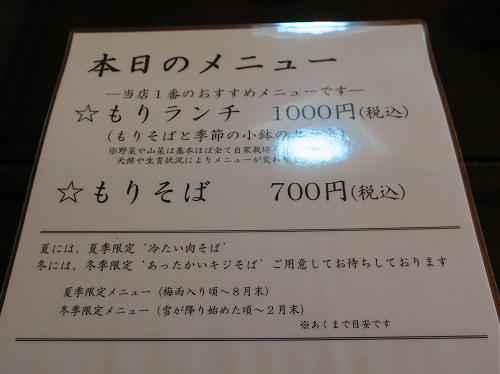 本日のメニュー
―当店１番のおすすめメニューです―
☆もりランチ 1000円(税込)
(もりそばと季節の小鉢の
※野菜や山菜は基本ほぼ全て自家栽培
天候や生育状況によりメニューが変わり
☆もりそば 700円(税込)
夏には、夏季限定‘冷たい肉そば’
冬には、冬季限定‘あったかいキジそば’ご用意してお待ちしております
夏季限定メニュー（梅雨入り頃～８月末）
冬季限定メニュー（雪が降り始めた頃～２月末）
※あくまで目安です